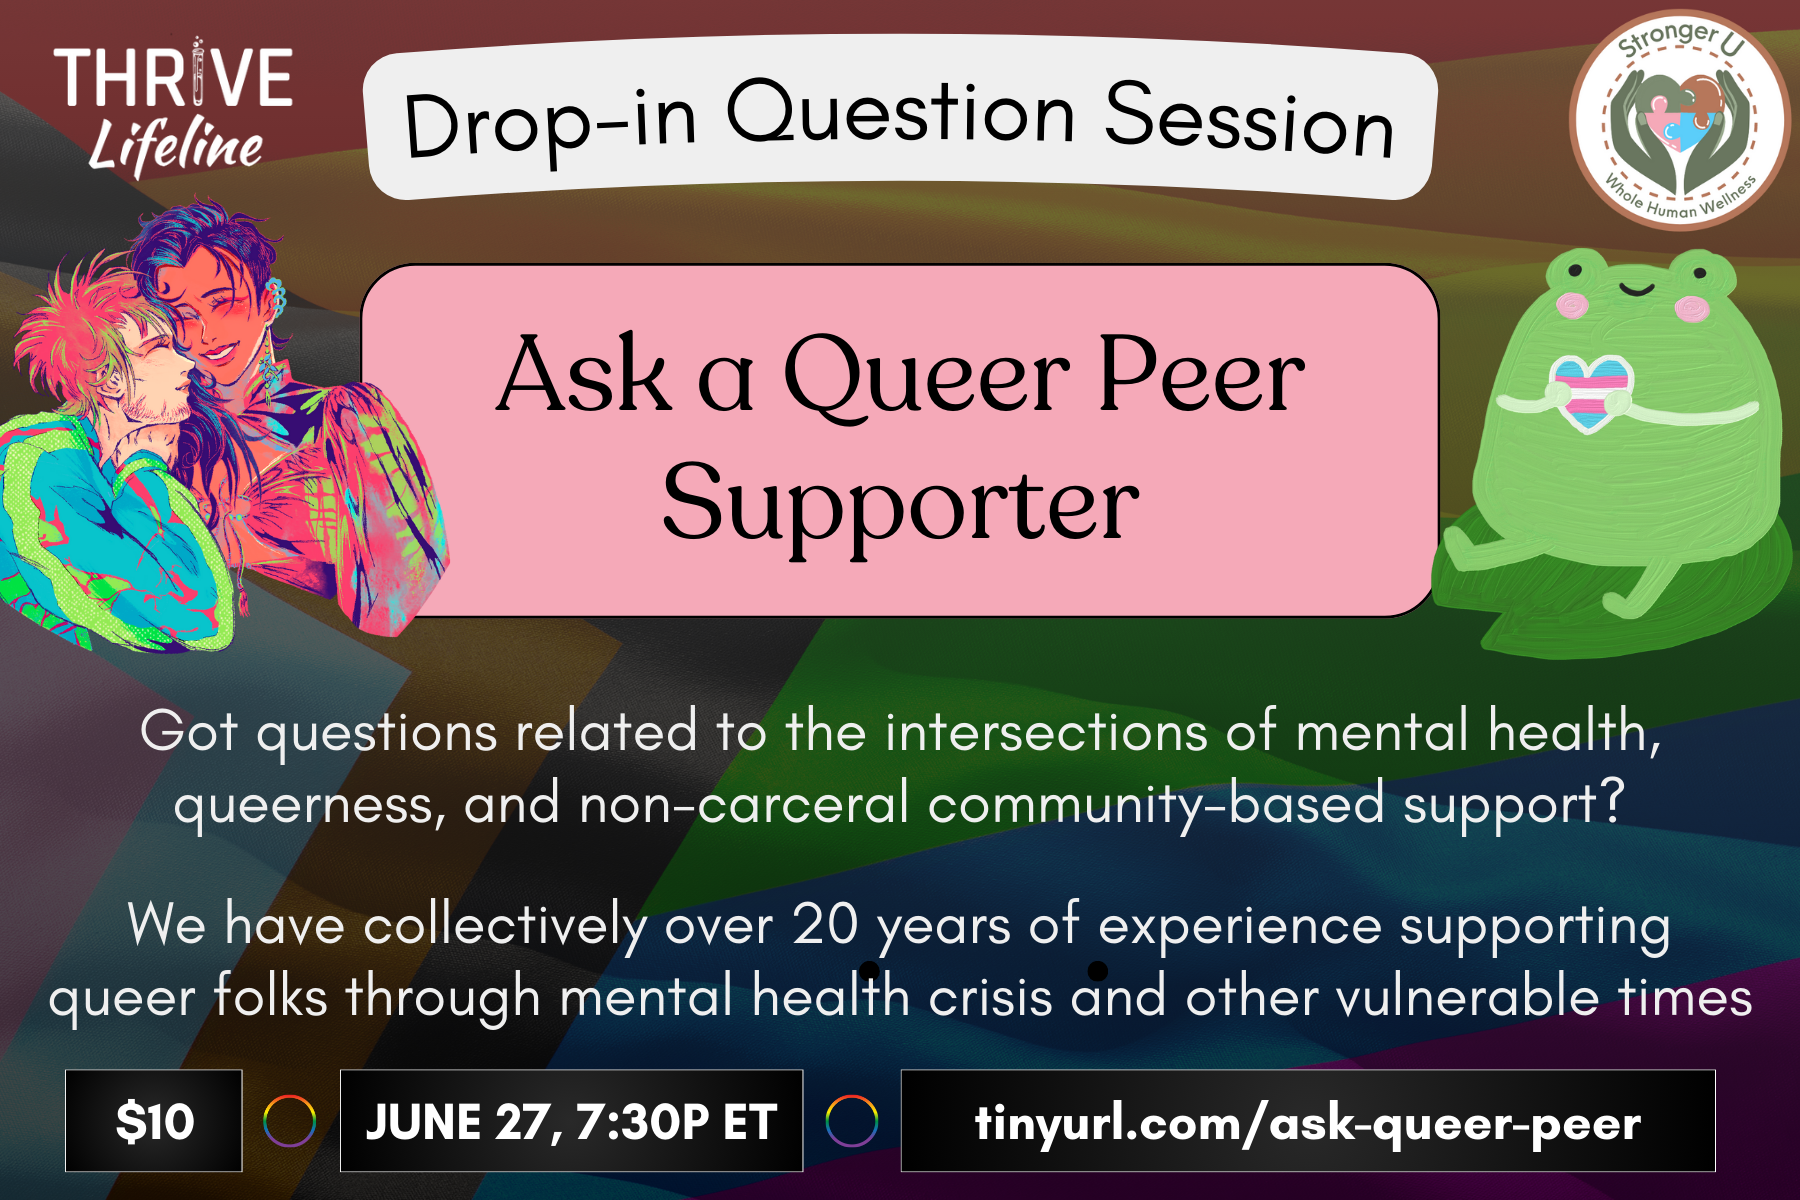 THRIVE
Lifeline
Drop-in Question Session
Stronger U
Whole Human Wellness
Ask a Queer Peer
Supporter
Got questions related to the intersections of mental health,
queerness, and non-carceral community-based support?
We have collectively over 20 years of experience supporting
queer folks through mental health crisis and other vulnerable times
$10
JUNE 27, 7:30P ET
tinyurl.com/ask-queer-peer